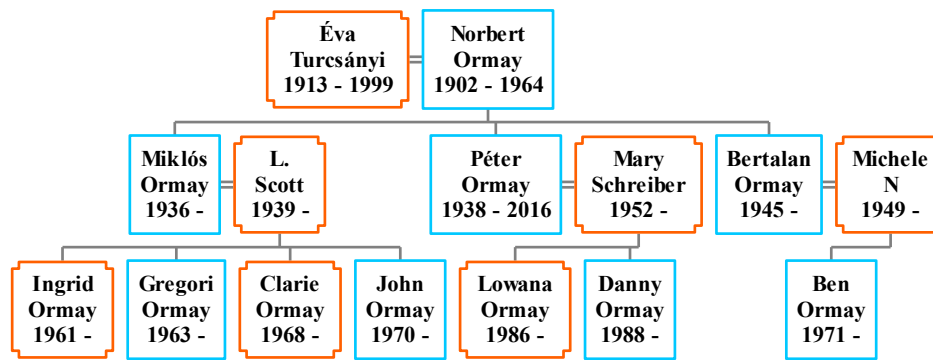 Éva
Turcsányi
1913 - 1999
Norbert
Ormay
1902 - 1964
Miklós
Ormay
1936 -
L.
Scott
1939 -
Péter
Ormay
1938 - 2016
Mary
Schreiber
1952 -
Bertalan
Ormay
1945 -
Michele
N
1949 -
Ingrid
Ormay
1961 -
Gregori
Ormay
1963 -
Clarie
Ormay
1968 -
John
Ormay
1970 -
Lowana
Ormay
1986 -
Danny
Ormay
1988 -
Ben
Ormay
1971 -